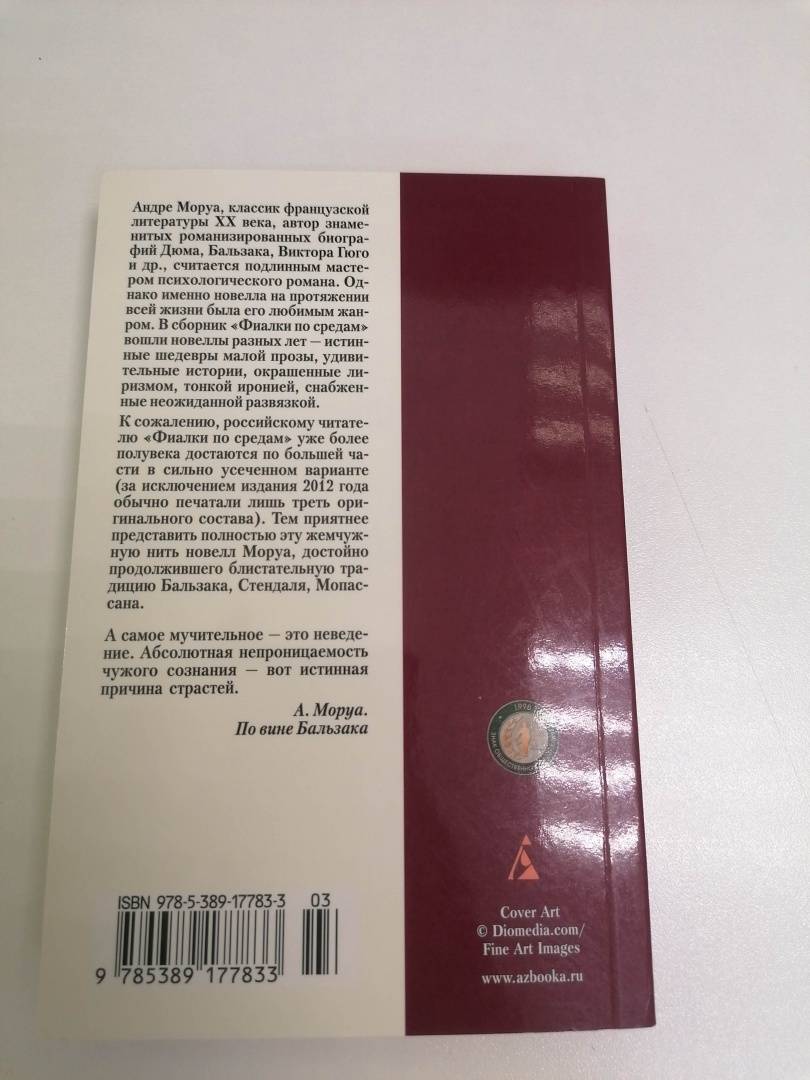 Андре Моруа, классик французской
литературы XX века, автор знаме-
нитых романизированных биогра-
фий Дюма, Бальзака, Виктора Гюго
и др., считается подлинным масте-
ром психологического романа. Од-
нако именно новелла на протяжении
всей жизни была его любимым жан-
ром. В сборник «Фиалки по средам»
вошли новеллы разных лет — истин-
ные шедевры малой прозы, удиви-
тельные истории, окрашенные ли-
ризмом, тонкой иронией, снабжен-
ные неожиданной развязкой.
К сожалению, российскому читате-
лю «Фиалки по средам» уже более
полувека достаются по большей ча-
сти в сильно усеченном варианте
(за исключением издания 2012 года
обычно печатали лишь треть ори-
гинального состава). Тем приятнее
представить полностью эту жемчуж-
ную нить новелл Моруа, достойно
продолжившего блистательную тра-
дицию Бальзака, Стендаля, Мопас-
сана.
А самое мучительное — это неведе-
ние. Абсолютная непроницаемость
чужого сознания — вот истинная
причина страстей.
А. Моруа.
По вине Бальзака
1996
ЗНАК
ISBN 978-5-389-17783-3 03
9 785389 177833
Cover Art
© Diomedia.com/
Fine Art Images
www.azbooka.ru